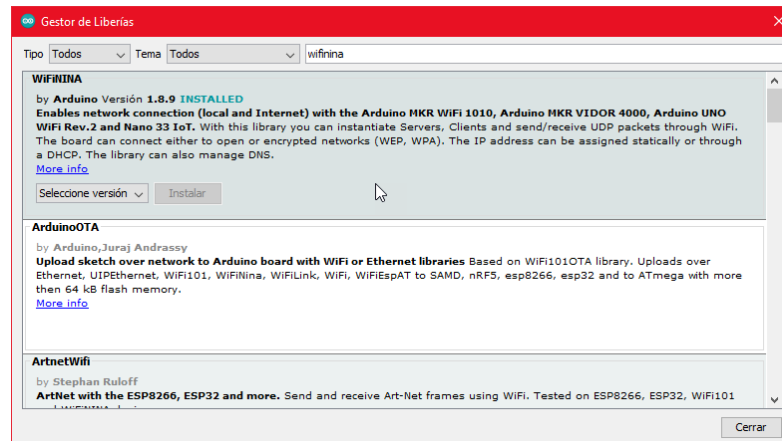 Gestor de Liberías
Tipo Todos Tema Todos wifinina
WiFiNINA
by Arduino Versión 1.8.9 INSTALLED
Enables network connection (local and Internet) with the Arduino MKR WiFi 1010, Arduino MKR VIDOR 4000, Arduino UNO
WiFi Rev.2 and Nano 33 IoT. With this library you can instantiate Servers, Clients and send/receive UDP packets through WiFi.
The board can connect either to open or encrypted networks (WEP, WPA). The IP address can be assigned statically or through
a DHCP. The library can also manage DNS.
More info
Seleccione versión Instalar
ArduinoOTA
by Arduino,Juraj Andrassy
Upload sketch over network to Arduino board with WiFi or Ethernet libraries Based on WiFi101OTA library. Uploads over
Ethernet, UIPEthernet, WiFi101, WiFiNina, WiFiLink, WiFi, WiFiEspAT to SAMD, nRF5, esp8266, esp32 and to ATmega with more
then 64 kB flash memory.
More info
ArtnetWifi
by Stephan Ruloff
ArtNet with the ESP8266, ESP32 and more. Send and receive Art-Net frames using WiFi. Tested on ESP8266, ESP32, WiFi101
Cerrar